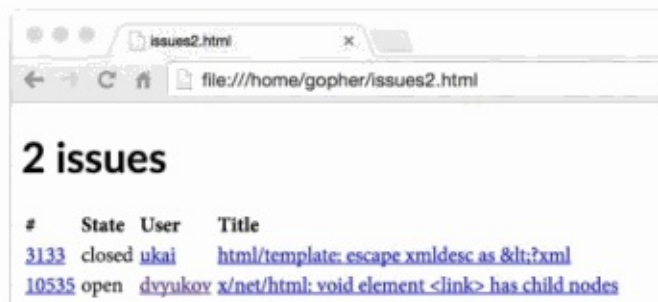 issues2.html
file:///home/gopher/issues2.html
2 issues
# State User Title
3133 closed ukai html/template: escape xmldesc as &lt;?xml
10535 open dvyukov x/net/html: void element <link> has child nodes